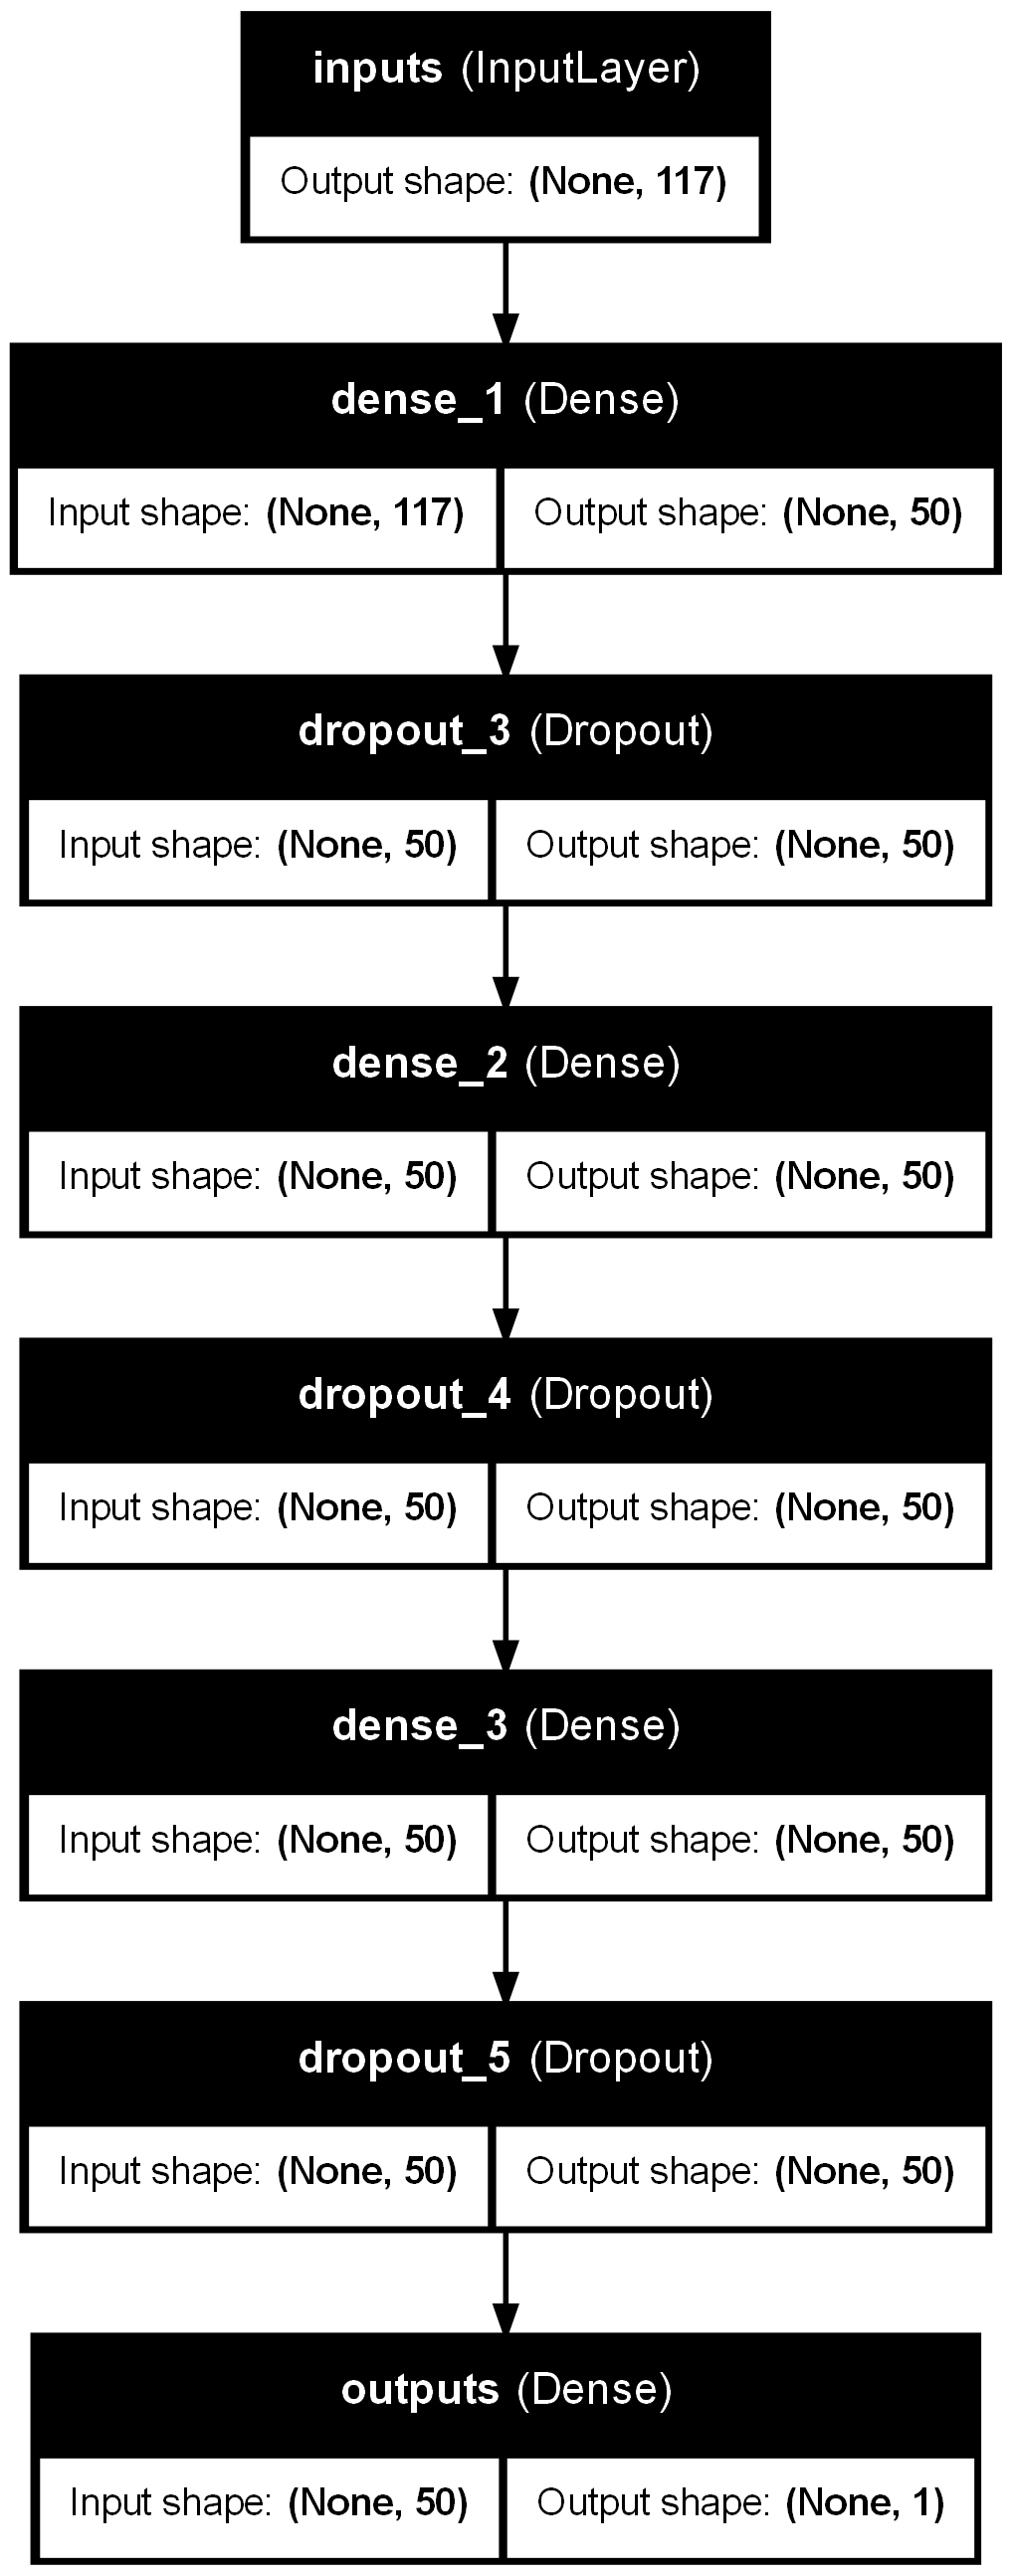 inputs (InputLayer)
Output shape: (None, 117)
dense_1 (Dense)
Input shape: (None, 117) Output shape: (None, 50)
dropout_3 (Dropout)
Input shape: (None, 50) Output shape: (None, 50)
dense_2 (Dense)
Input shape: (None, 50) Output shape: (None, 50)
dropout_4 (Dropout)
Input shape: (None, 50) Output shape: (None, 50)
dense_3 (Dense)
Input shape: (None, 50) Output shape: (None, 50)
dropout_5 (Dropout)
Input shape: (None, 50) Output shape: (None, 50)
outputs (Dense)
Input shape: (None, 50) Output shape: (None, 1)